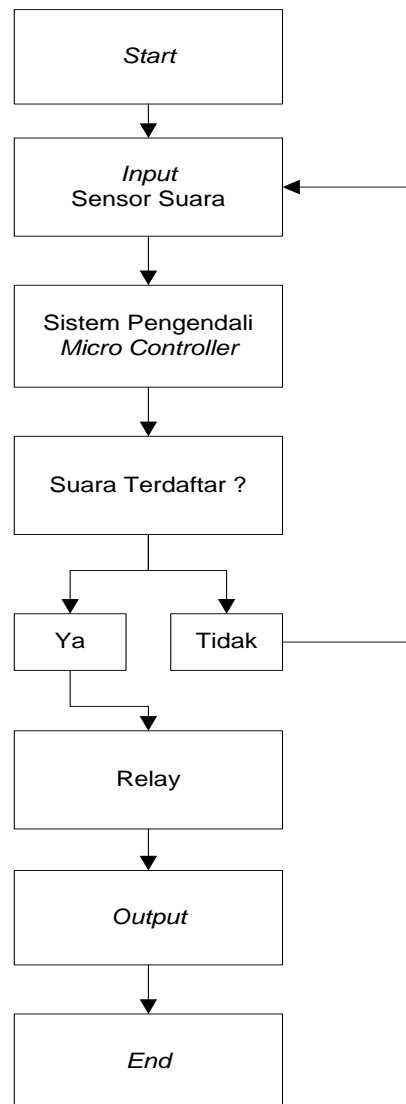 Start
Input
Sensor Suara
Sistem Pengendali
Micro Controller
Suara Terdaftar ?
Ya
Tidak
Relay
Output
End